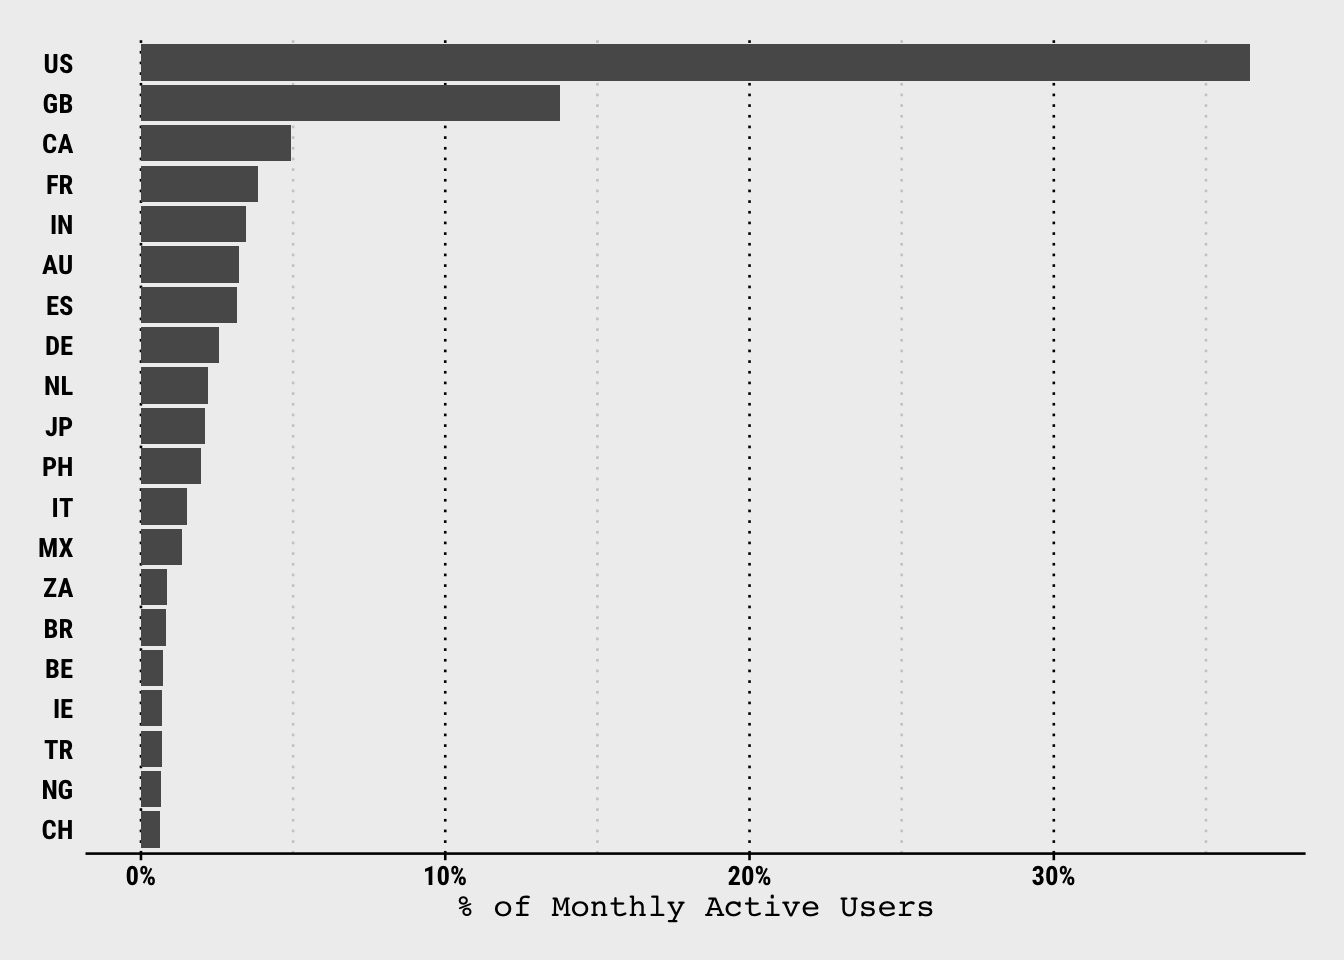 US
GB
CA
FR
IN
AU
ES
DE
NL
JP
PH
IT
MX
ZA
BR
BE
IE
TR
NG
CH
0% 10% 20% 30%
% of Monthly Active Users